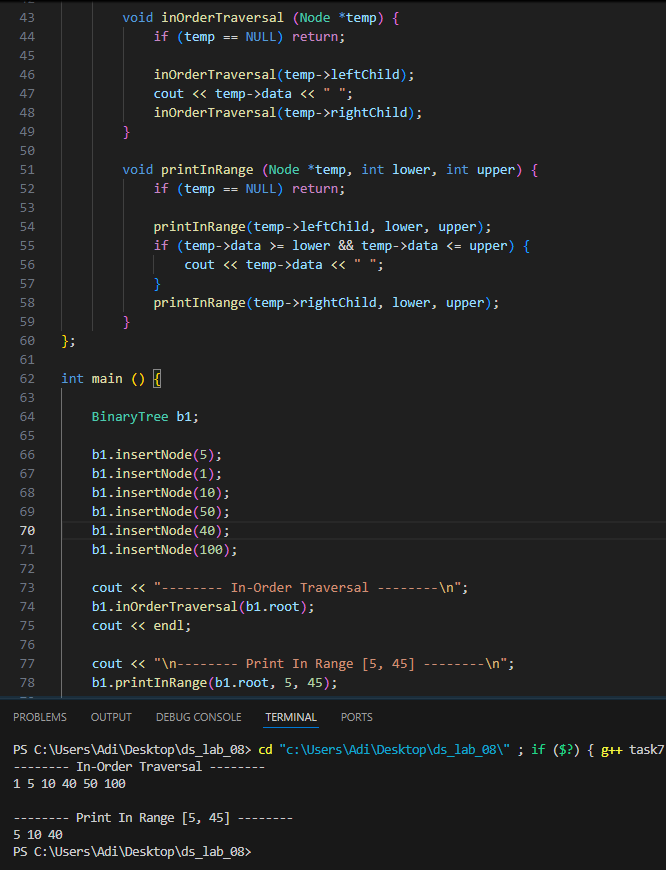 43 void inOrderTraversal (Node *temp) {
44 if (temp == NULL) return;
45
46 inOrderTraversal(temp->leftChild);
47 cout << temp->data << " ";
48 inOrderTraversal(temp->rightChild);
49 }
50
51 void printInRange (Node *temp, int lower, int upper) {
52 if (temp == NULL) return;
53
54 printInRange(temp->leftChild, lower, upper);
55 if (temp->data >= lower && temp->data <= upper) {
56 cout << temp->data << " ";
57 }
58 printInRange(temp->rightChild, lower, upper);
59 }
60 };
61
62 int main () {
63
64 BinaryTree b1;
65
66 b1.insertNode(5);
67 b1.insertNode(1);
68 b1.insertNode(10);
69 b1.insertNode(50);
70 b1.insertNode(40);
71 b1.insertNode(100);
72
73 cout << "-------- In-Order Traversal --------\n";
74 b1.inOrderTraversal(b1.root);
75 cout << endl;
76
77 cout << "\n-------- Print In Range [5, 45] --------\n";
78 b1.printInRange(b1.root, 5, 45);
PROBLEMS OUTPUT DEBUG CONSOLE TERMINAL PORTS
PS C:\Users\Adi\Desktop\ds_lab_08> cd "c:\Users\Adi\Desktop\ds_lab_08\" ; if ($?) { g++ task7
-------- In-Order Traversal --------
1 5 10 40 50 100
-------- Print In Range [5, 45] --------
5 10 40
PS C:\Users\Adi\Desktop\ds_lab_08>